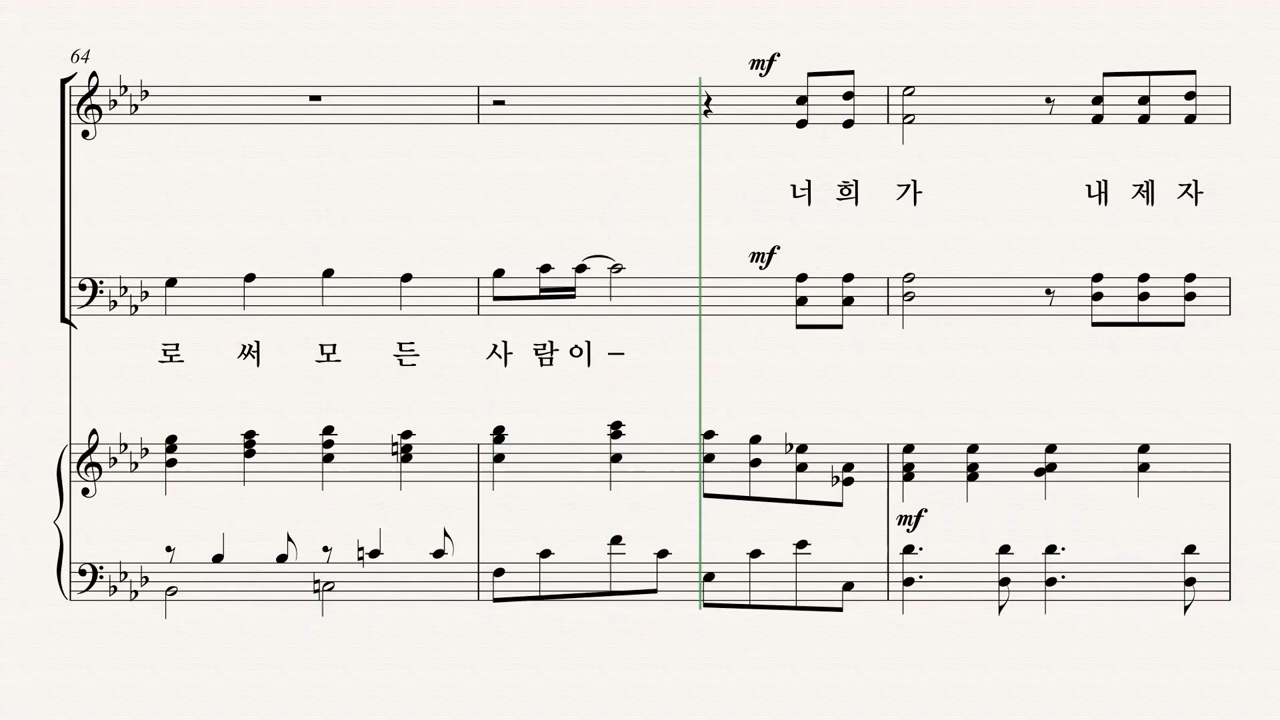 64
mf
너 희 가 내 제 자
mf
로 써 모 든 사 람 이 –
mf